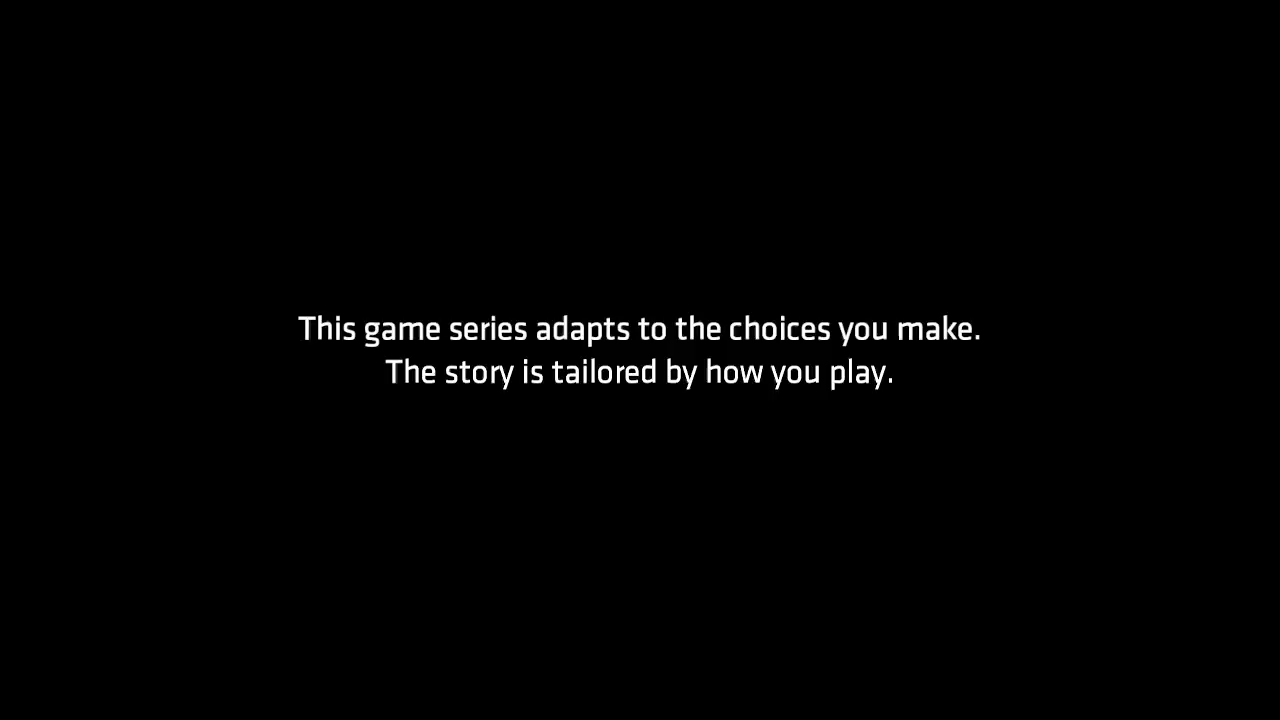 This game series adapts to the choices you make.
The story is tailored by how you play.